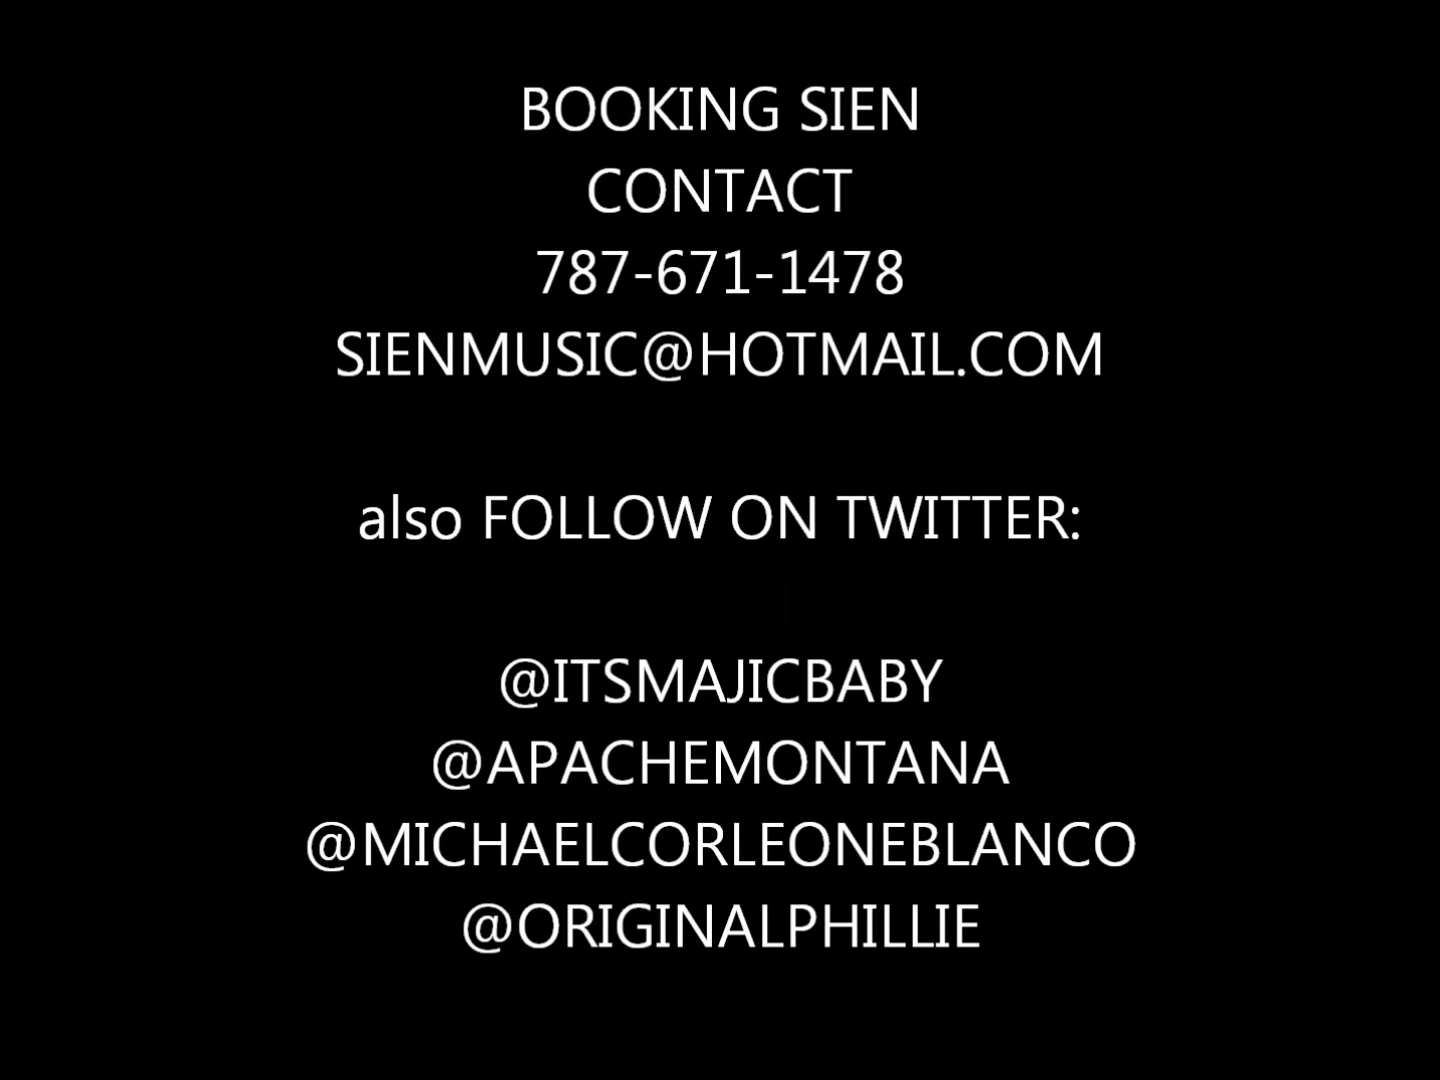 BOOKING SIEN
CONTACT
787-671-1478
SIENMUSIC@HOTMAIL.COM
also FOLLOW ON TWITTER:
@ITSMAJICBABY
@APACHEMONTANA
@MICHAELCORLEONEBLANCO
@ORIGINALPHILLIE